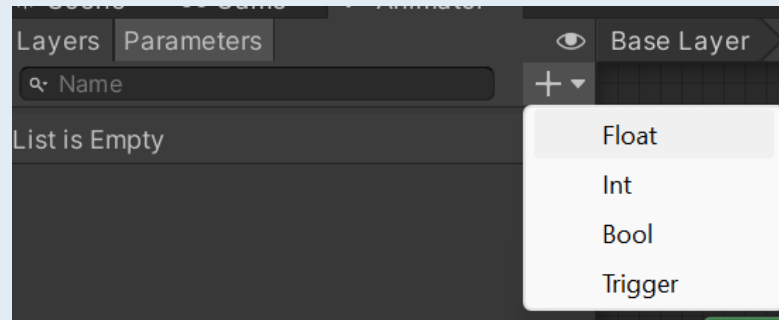 Layers Parameters Base Layer
Name
List is Empty
Float
Int
Bool
Trigger